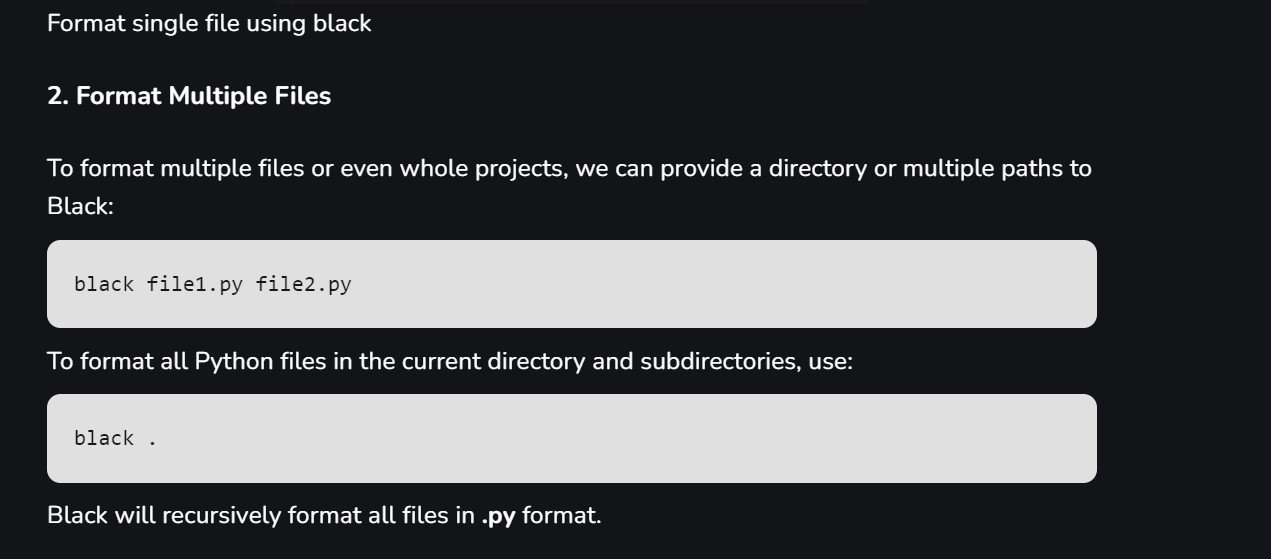 Format single file using black
2. Format Multiple Files
To format multiple files or even whole projects, we can provide a directory or multiple paths to
Black:
black file1.py file2.py
To format all Python files in the current directory and subdirectories, use:
black .
Black will recursively format all files in .py format.